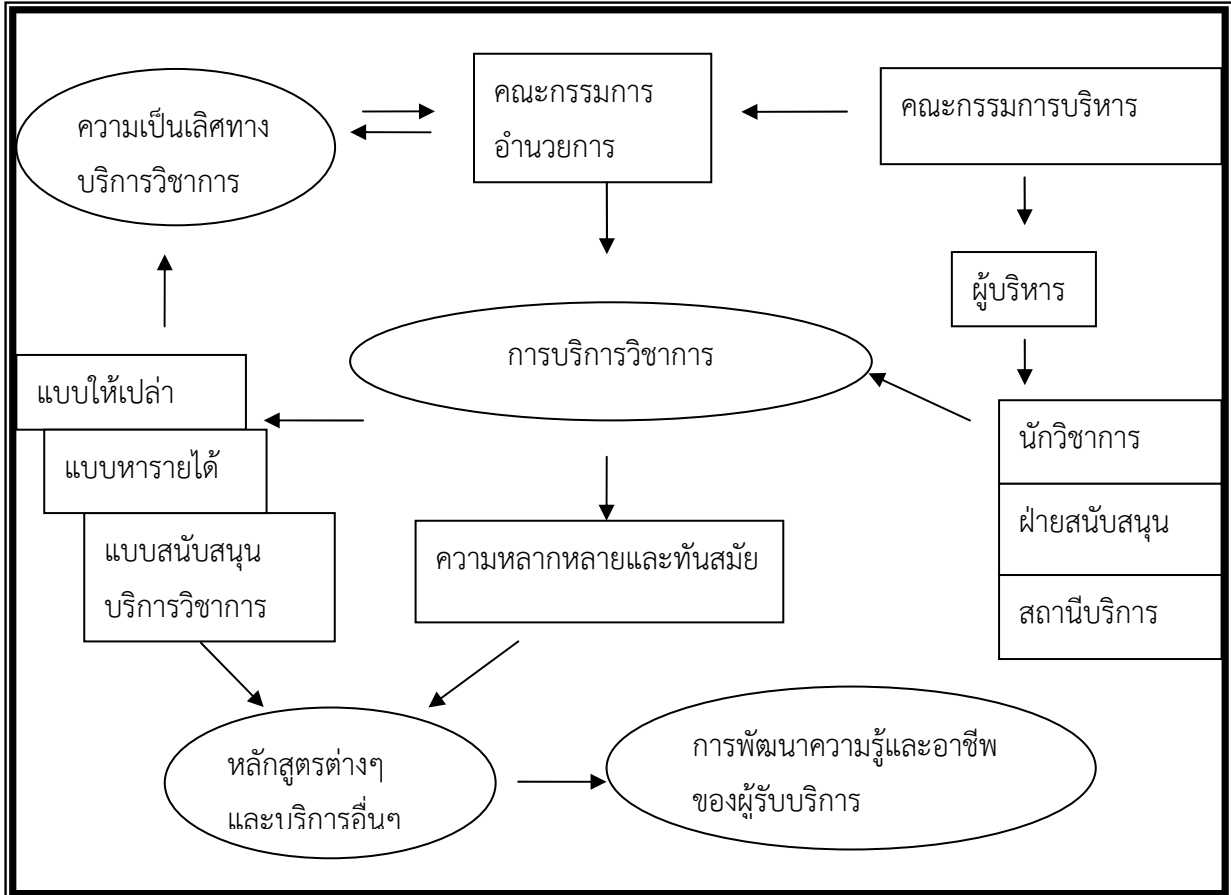 ความเป็นเลิศทาง
บริการวิชาการ
คณะกรรมการ
อำนวยการ
คณะกรรมการบริหาร
ผู้บริหาร
การบริการวิชาการ
แบบให้เปล่า
แบบหารายได้
แบบสนับสนุน
บริการวิชาการ
ความหลากหลายและทันสมัย
นักวิชาการ
ฝ่ายสนับสนุน
สถานีบริการ
หลักสูตรต่างๆ
และบริการอื่นๆ
การพัฒนาความรู้และอาชีพ
ของผู้รับบริการ